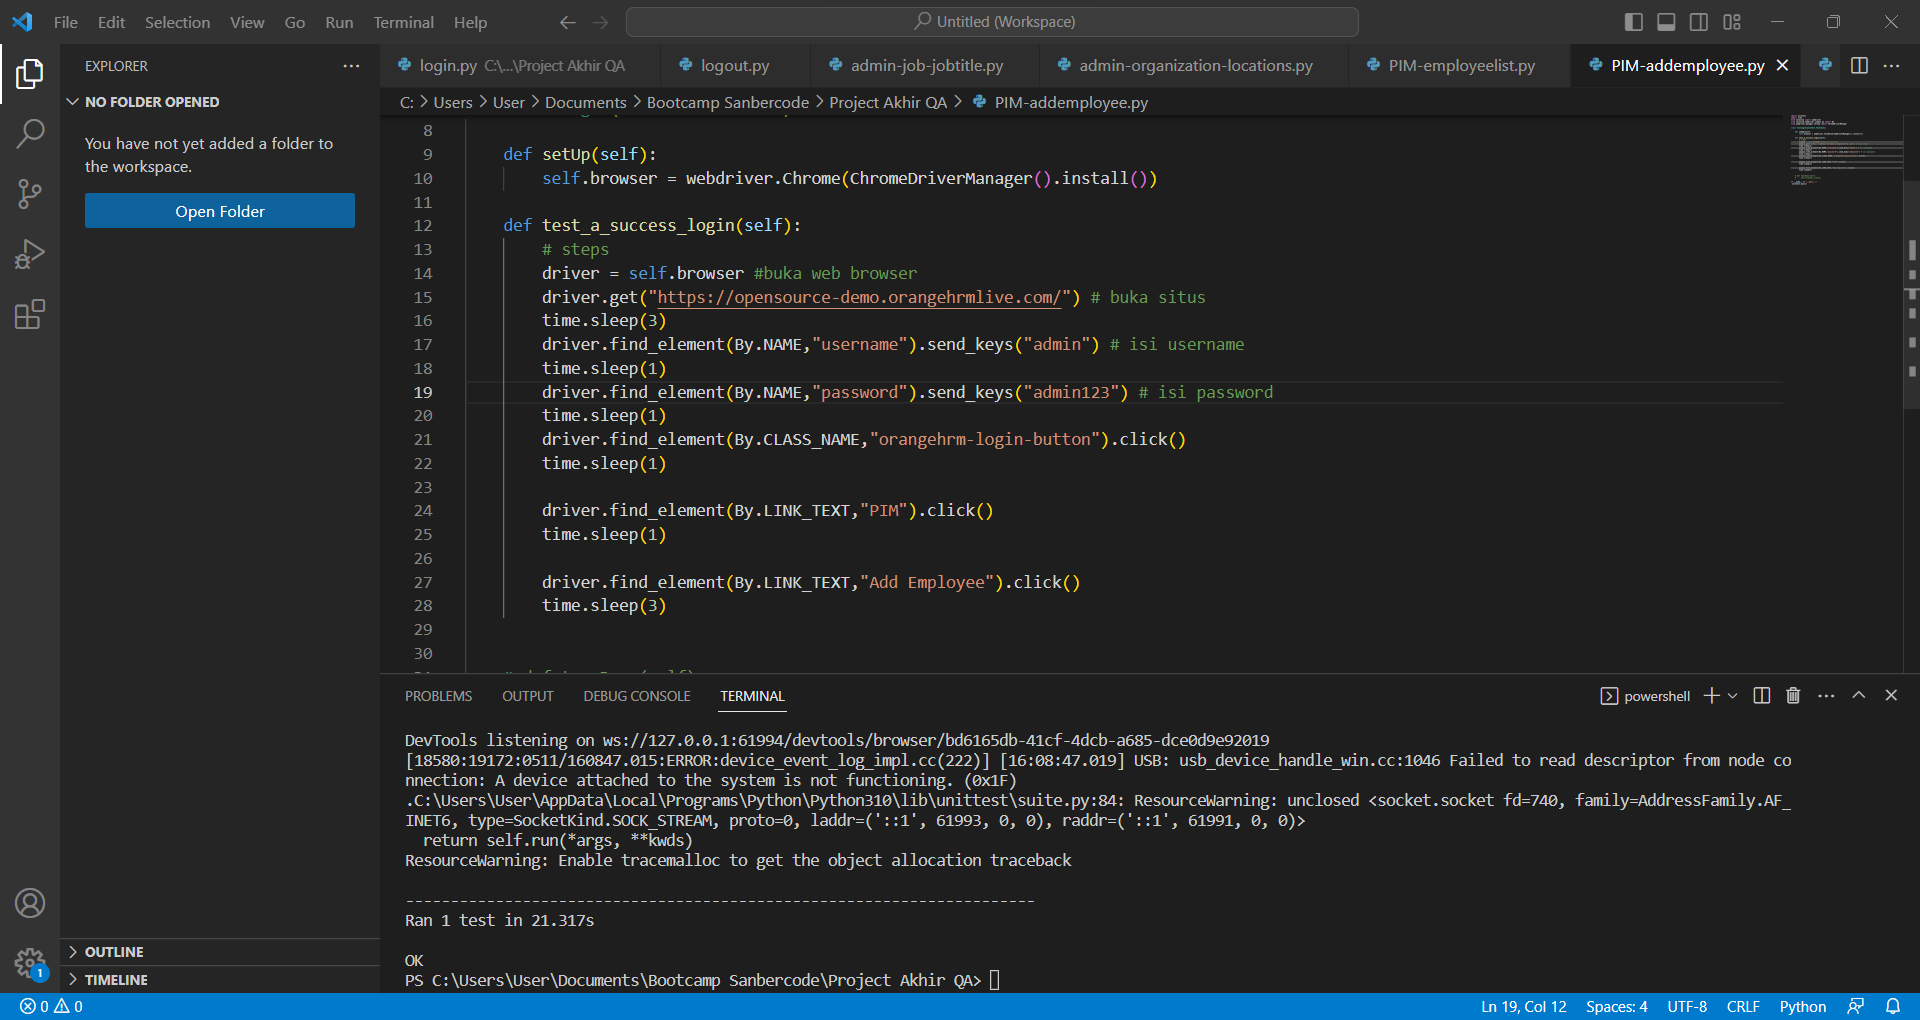 File Edit Selection View Go Run Terminal Help
Untitled (Workspace)
EXPLORER
NO FOLDER OPENED
You have not yet added a folder to
the workspace.
Open Folder
OUTLINE
TIMELINE
login.py C:\...\Project Akhir QA
logout.py
admin-job-jobtitle.py
admin-organization-locations.py
PIM-employeelist.py
PIM-addemployee.py
C: > Users > User > Documents > Bootcamp Sanbercode > Project Akhir QA > PIM-addemployee.py
8
9 def setUp(self):
10 self.browser = webdriver.Chrome(ChromeDriverManager().install())
11
12 def test_a_success_login(self):
13 # steps
14 driver = self.browser #buka web browser
15 driver.get("https://opensource-demo.orangehrmlive.com/") # buka situs
16 time.sleep(3)
17 driver.find_element(By.NAME,"username").send_keys("admin") # isi username
18 time.sleep(1)
19 driver.find_element(By.NAME,"password").send_keys("admin123") # isi password
20 time.sleep(1)
21 driver.find_element(By.CLASS_NAME,"orangehrm-login-button").click()
22 time.sleep(1)
23
24 driver.find_element(By.LINK_TEXT,"PIM").click()
25 time.sleep(1)
26
27 driver.find_element(By.LINK_TEXT,"Add Employee").click()
28 time.sleep(3)
29
30
PROBLEMS OUTPUT DEBUG CONSOLE TERMINAL
powershell
DevTools listening on ws://127.0.0.1:61994/devtools/browser/bd6165db-41cf-4dcb-a685-dce0d9e92019
[18580:19172:0511/160847.015:ERROR:device_event_log_impl.cc(222)] [16:08:47.019] USB: usb_device_handle_win.cc:1046 Failed to read descriptor from node co
nnection: A device attached to the system is not functioning. (0x1F)
.C:\Users\User\AppData\Local\Programs\Python\Python310\lib\unittest\suite.py:84: ResourceWarning: unclosed <socket.socket fd=740, family=AddressFamily.AF_
INET6, type=SocketKind.SOCK_STREAM, proto=0, laddr=('::1', 61993, 0, 0), raddr=('::1', 61991, 0, 0)>
return self.run(*args, **kwds)
ResourceWarning: Enable tracemalloc to get the object allocation traceback
----------------------------------------------------------------------
Ran 1 test in 21.317s
OK
PS C:\Users\User\Documents\Bootcamp Sanbercode\Project Akhir QA>
1
0 0
Ln 19, Col 12 Spaces: 4 UTF-8 CRLF Python